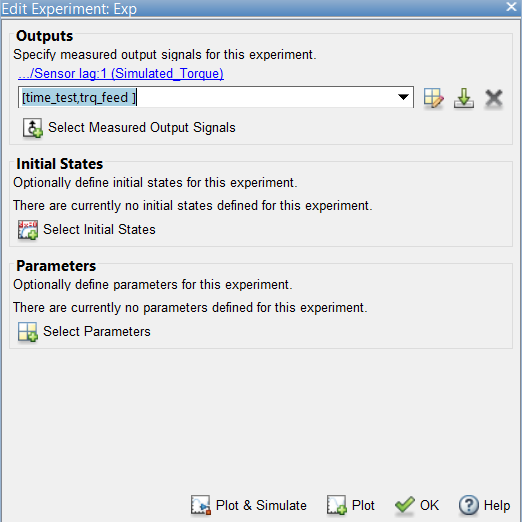 Edit Experiment: Exp
Outputs
Specify measured output signals for this experiment.
.../Sensor lag:1 (Simulated_Torque)
[time_test,trq_feed ]
Select Measured Output Signals
Initial States
Optionally define initial states for this experiment.
There are currently no initial states defined for this experiment.
Select Initial States
Parameters
Optionally define parameters for this experiment.
There are currently no parameters defined for this experiment.
Select Parameters
Plot & Simulate Plot OK Help